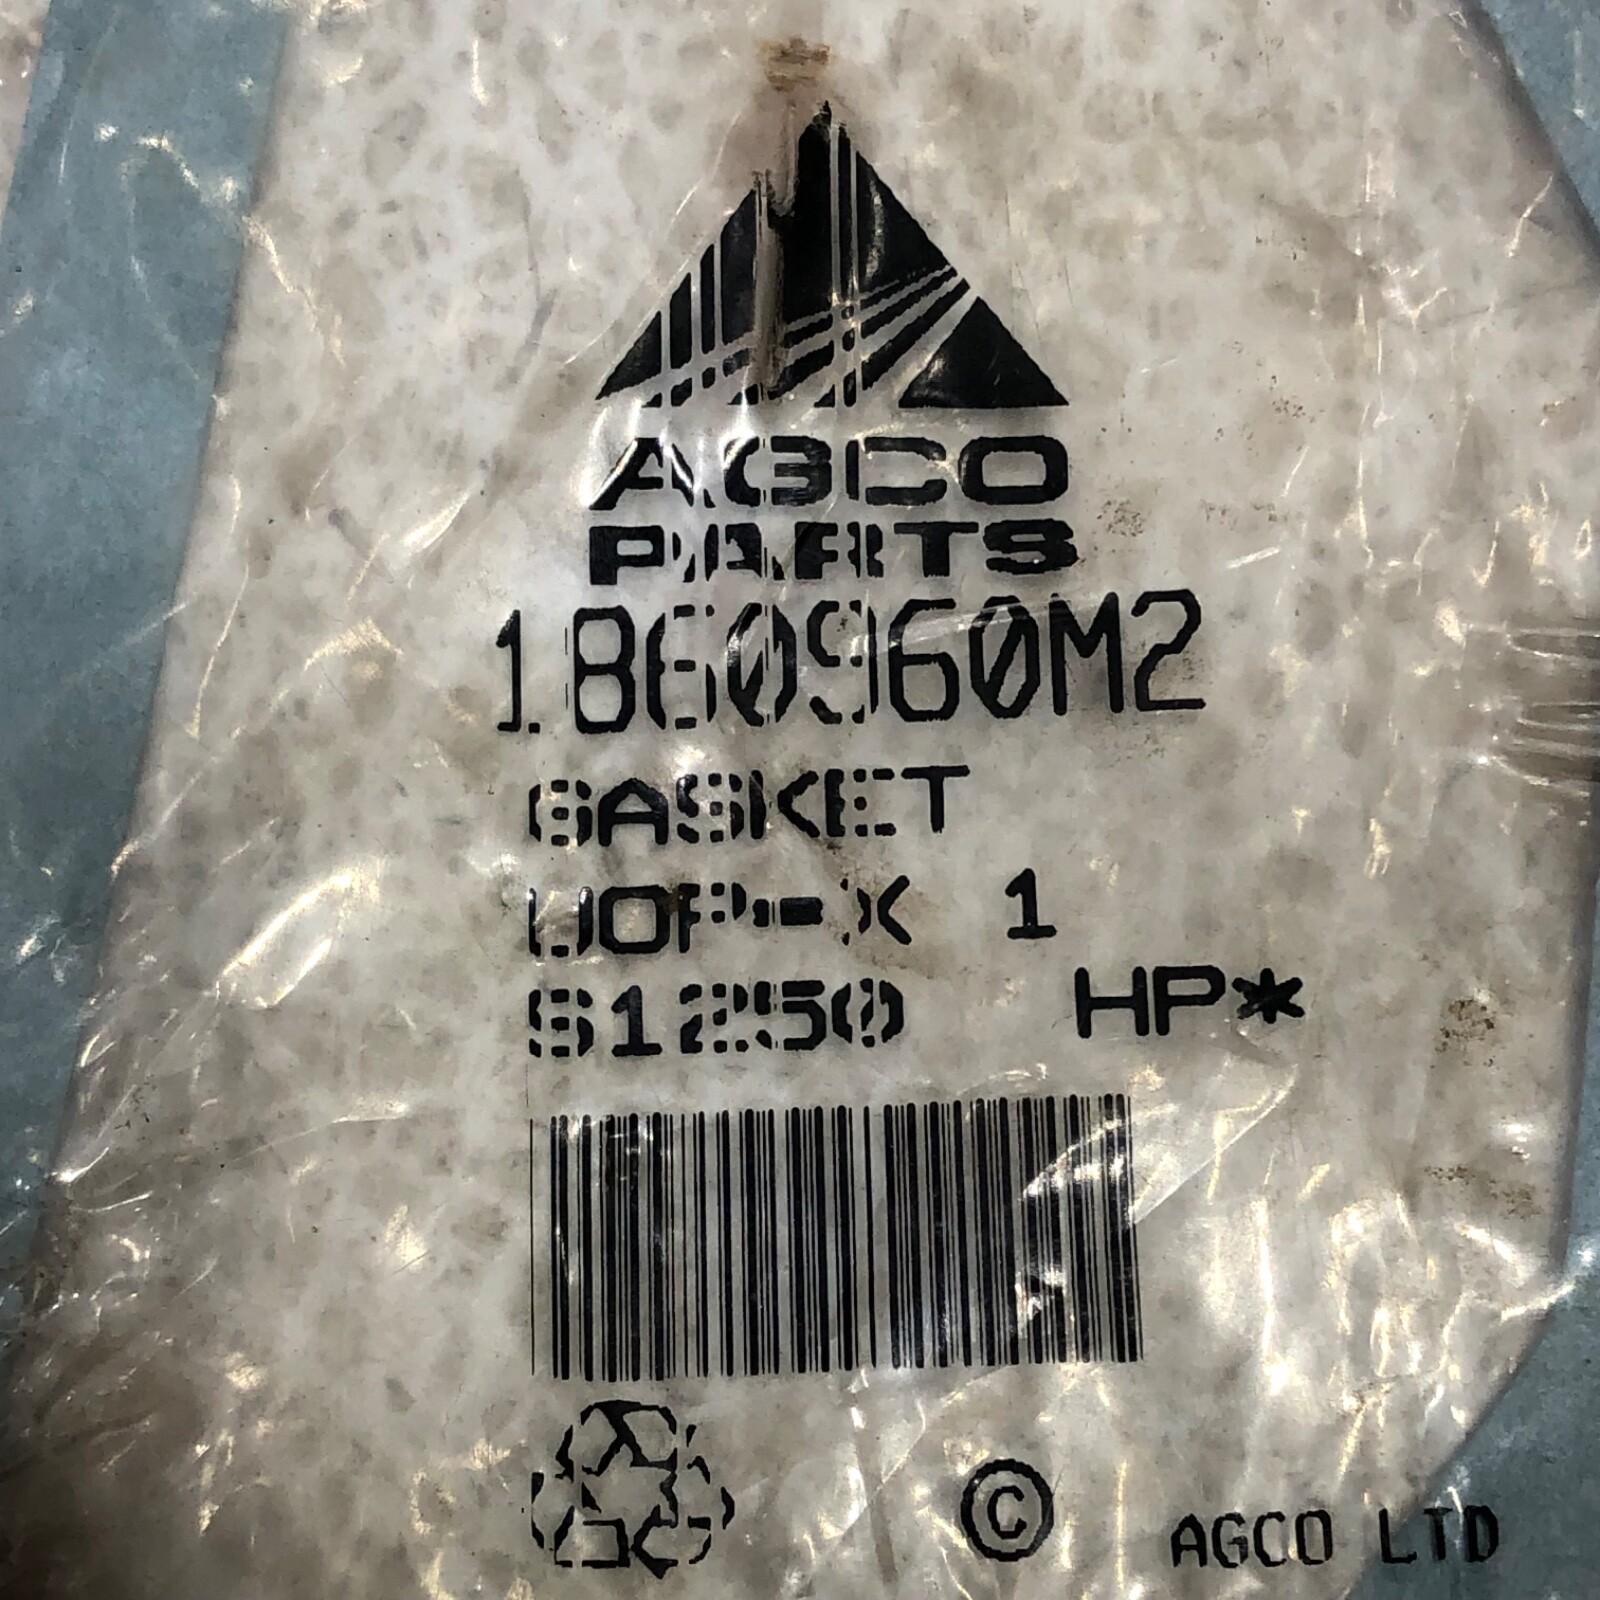 AGCO
PARTS
1860960M2
GASKET
UOP-X 1
S1250 HP*
© AGCO LTD